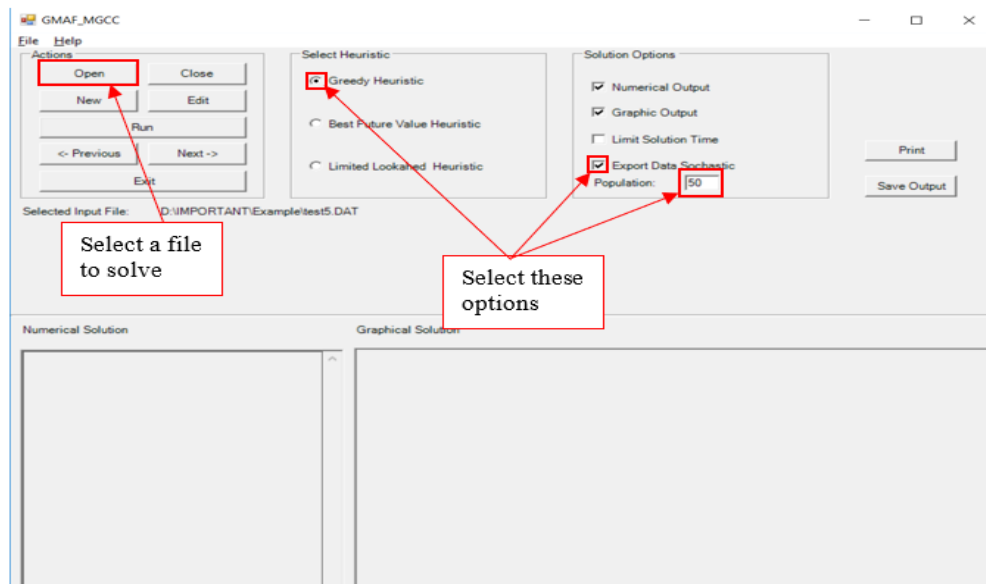 GMAF_MGCC
File Help
Actions
Open Close
New Edit
Run
<- Previous Next ->
Exit
Select Heuristic
Greedy Heuristic
Best Future Value Heuristic
Limited Lookahed Heuristic
Solution Options
Numerical Output
Graphic Output
Limit Solution Time
Export Data Sochastic
Population: 50
Print
Save Output
Selected Input File: D:\IMPORTANT\Example\test5.DAT
Select a file
to solve
Select these
options
Numerical Solution
Graphical Solution